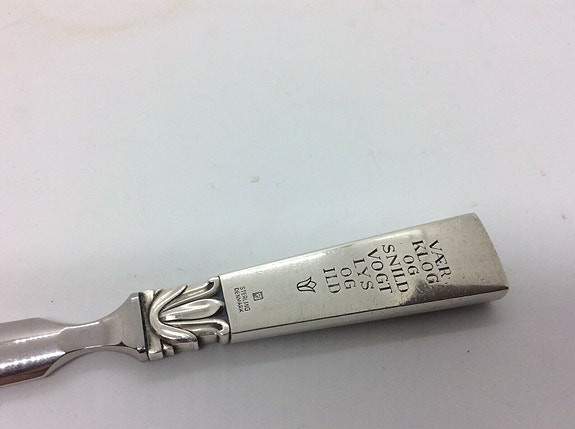 VÆR
KLOG
OG
SNILD
VOGT
LYS
OG
ILD
STERLING
DENMARK